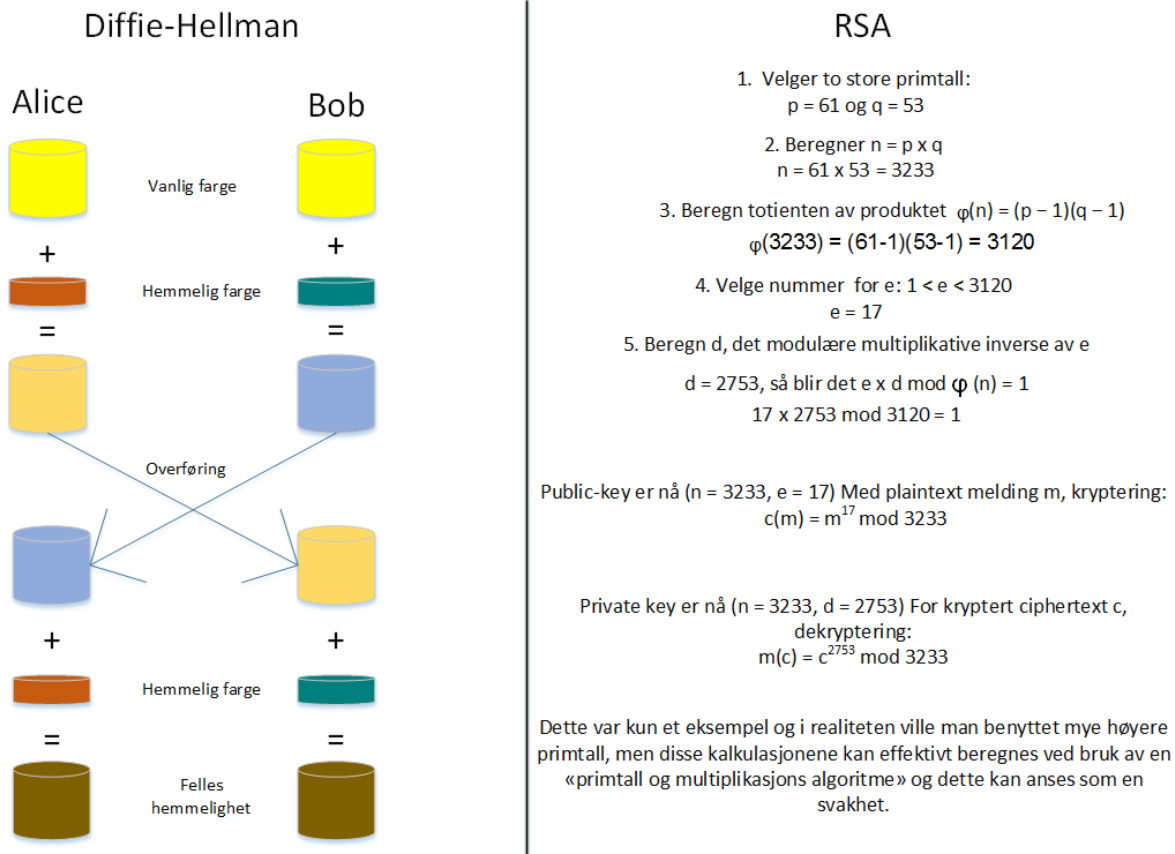 Diffie-Hellman
Alice
Bob
Vanlig farge
+
+
Hemmelig farge
=
=
Overføring
+
+
Hemmelig farge
=
=
Felles
hemmelighet
RSA
1. Velger to store primtall:
p = 61 og q = 53
2. Beregner n = p x q
n = 61 x 53 = 3233
3. Beregn totienten av produktet φ(n) = (p − 1)(q − 1)
φ(3233) = (61-1)(53-1) = 3120
4. Velge nummer for e: 1 < e < 3120
e = 17
5. Beregn d, det modulære multiplikative inverse av e
d = 2753, så blir det e x d mod φ (n) = 1
17 x 2753 mod 3120 = 1
Public-key er nå (n = 3233, e = 17) Med plaintext melding m, kryptering:
c(m) = m¹⁷ mod 3233
Private key er nå (n = 3233, d = 2753) For kryptert ciphertext c,
dekryptering:
m(c) = c²⁷⁵³ mod 3233
Dette var kun et eksempel og i realiteten ville man benyttet mye høyere
primtall, men disse kalkulasjonene kan effektivt beregnes ved bruk av en
«primtall og multiplikasjons algoritme» og dette kan anses som en
svakhet.